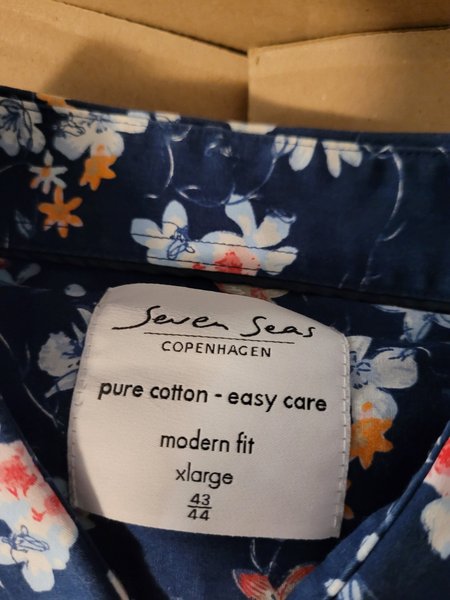 Seven Seas
COPENHAGEN
pure cotton - easy care
modern fit
xlarge
43
44